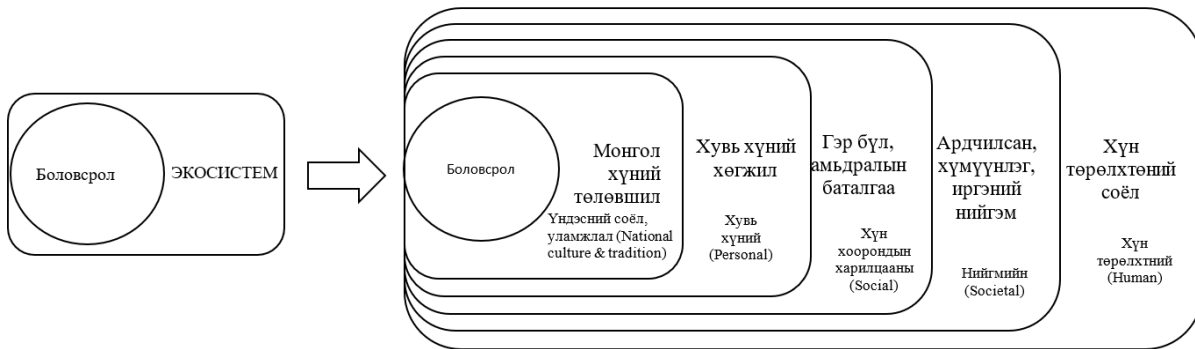 Боловсрол
ЭКОСИСТЕМ
Боловсрол
Монгол
хүний
төлөвшил
Үндэсний соёл,
уламжлал (National
culture & tradition)
Хувь хүний
хөгжил
Хувь
хүний
(Personal)
Гэр бүл,
амьдралын
баталгаа
Хүн
хоорондын
харилцааны
(Social)
Ардчилсан,
хүмүүнлэг,
иргэний
нийгэм
Нийгмийн
(Societal)
Хүн
төрөлхтөний
соёл
Хүн
төрөлхтний
(Human)